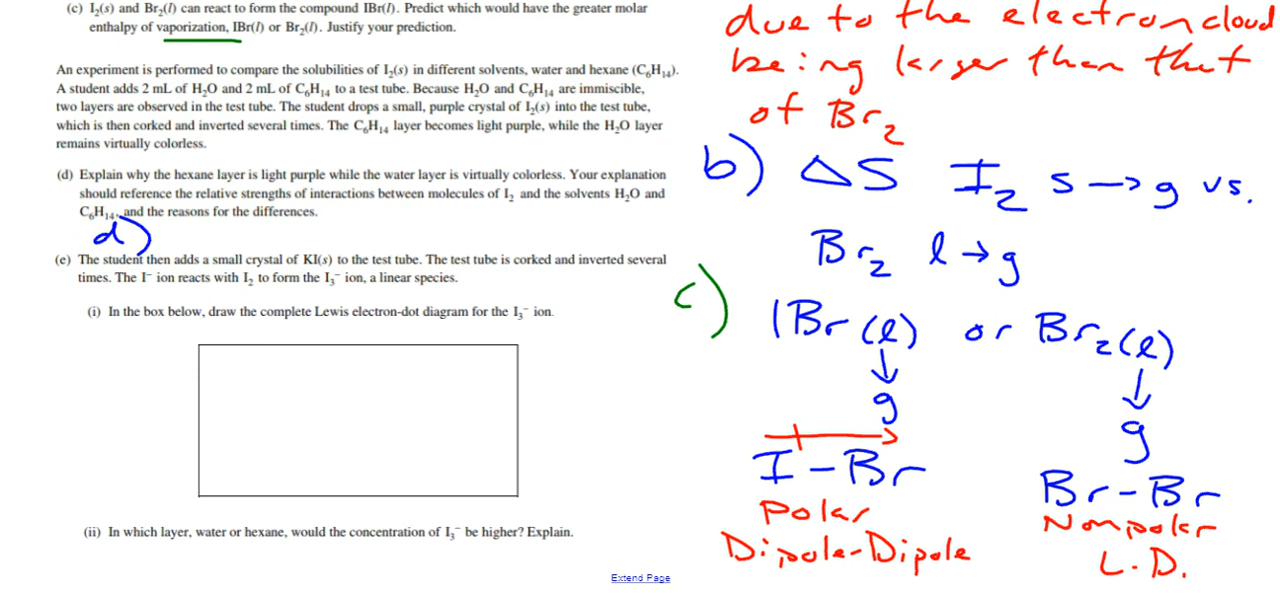 (c) I₂(s) and Br₂(l) can react to form the compound IBr(l). Predict which would have the greater molar
enthalpy of vaporization, IBr(l) or Br₂(l). Justify your prediction.
An experiment is performed to compare the solubilities of I₂(s) in different solvents, water and hexane (C₆H₁₄).
A student adds 2 mL of H₂O and 2 mL of C₆H₁₄ to a test tube. Because H₂O and C₆H₁₄ are immiscible,
two layers are observed in the test tube. The student drops a small, purple crystal of I₂(s) into the test tube,
which is then corked and inverted several times. The C₆H₁₄ layer becomes light purple, while the H₂O layer
remains virtually colorless.
(d) Explain why the hexane layer is light purple while the water layer is virtually colorless. Your explanation
should reference the relative strengths of interactions between molecules of I₂ and the solvents H₂O and
C₆H₁₄, and the reasons for the differences.
d)
(e) The student then adds a small crystal of KI(s) to the test tube. The test tube is corked and inverted several
times. The I⁻ ion reacts with I₂ to form the I₃⁻ ion, a linear species.
(i) In the box below, draw the complete Lewis electron-dot diagram for the I₃⁻ ion.
(ii) In which layer, water or hexane, would the concentration of I₃⁻ be higher? Explain.
Extend Page
due to the electron cloud
being larger than that
of Br₂
b) ΔS I₂ s → g vs.
Br₂ l → g
c) IBr (l) or Br₂(l)
↓ ↓
g g
I - Br Br - Br
Polar Nonpolar
Dipole-Dipole L.D.